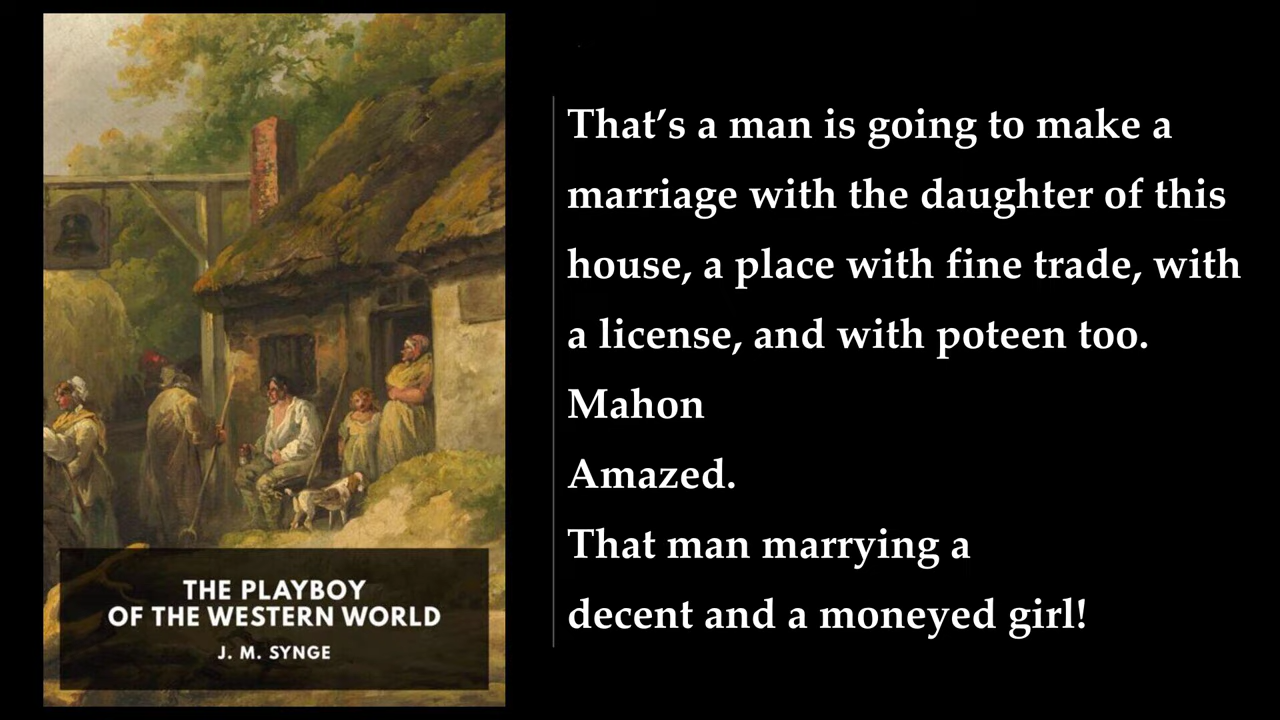 THE PLAYBOY
OF THE WESTERN WORLD
J. M. SYNGE
That’s a man is going to make a
marriage with the daughter of this
house, a place with fine trade, with
a license, and with poteen too.
Mahon
Amazed.
That man marrying a
decent and a moneyed girl!